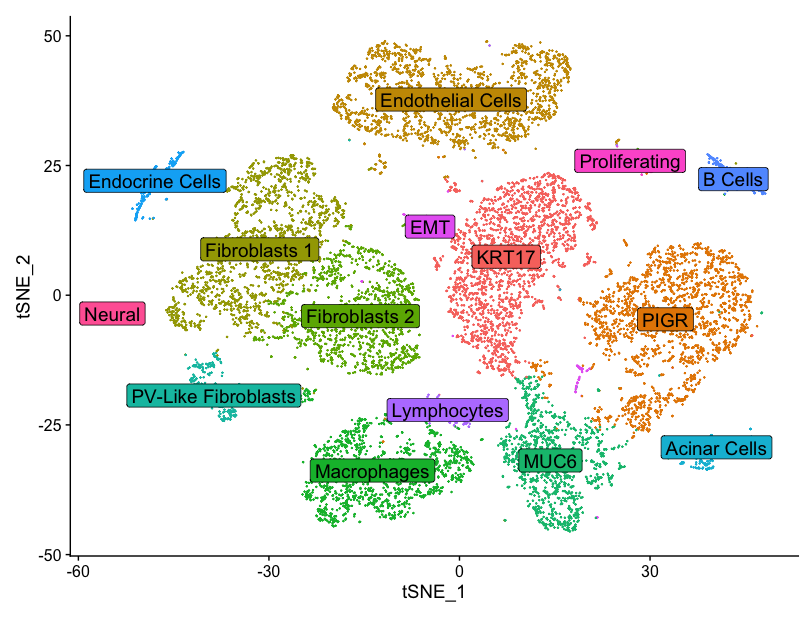 50
Endothelial Cells
Proliferating
25
Endocrine Cells
B Cells
EMT
Fibroblasts 1
KRT17
tSNE_2
0
Neural
Fibroblasts 2
PIGR
PV-Like Fibroblasts
Lymphocytes
-25
Acinar Cells
MUC6
Macrophages
-50
-60
-30
0
30
tSNE_1